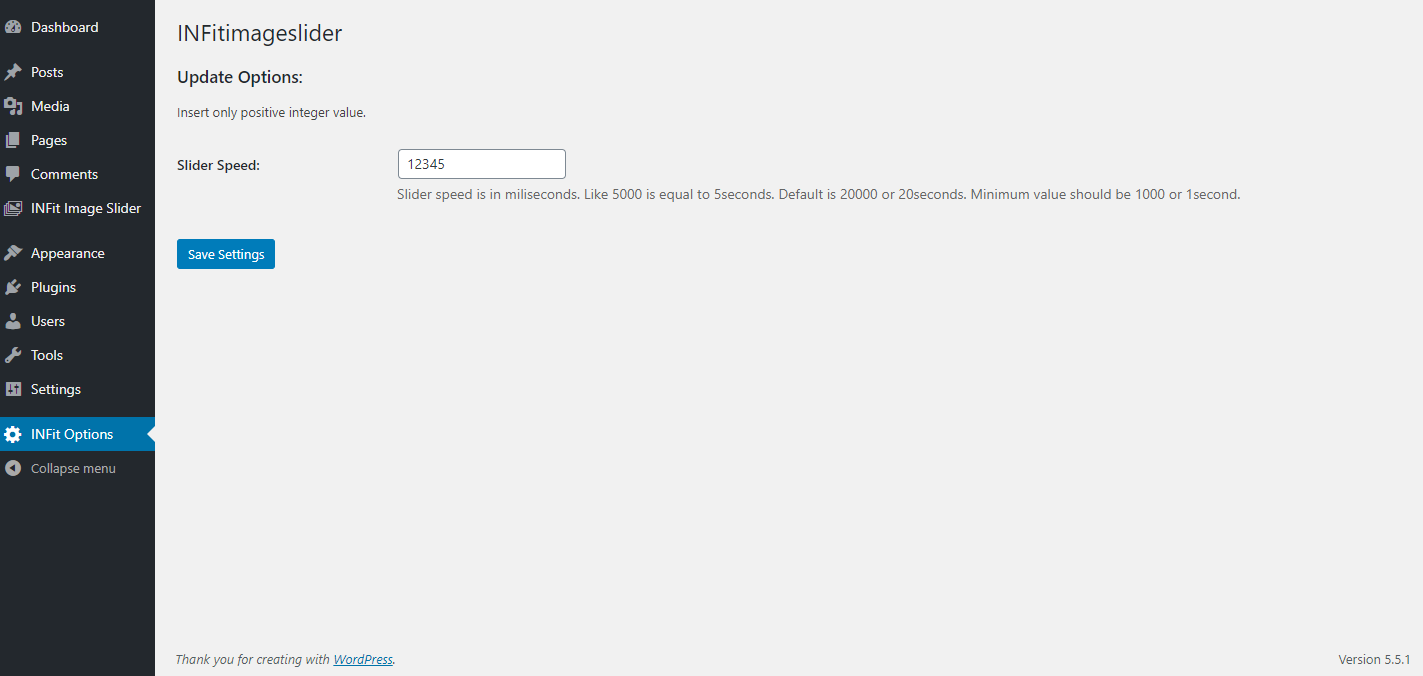 Dashboard
Posts
Media
Pages
Comments
INFit Image Slider
Appearance
Plugins
Users
Tools
Settings
INFit Options
Collapse menu
INFitimageslider
Update Options:
Insert only positive integer value.
Slider Speed:
12345
Slider speed is in miliseconds. Like 5000 is equal to 5seconds. Default is 20000 or 20seconds. Minimum value should be 1000 or 1second.
Save Settings
Thank you for creating with WordPress.
Version 5.5.1